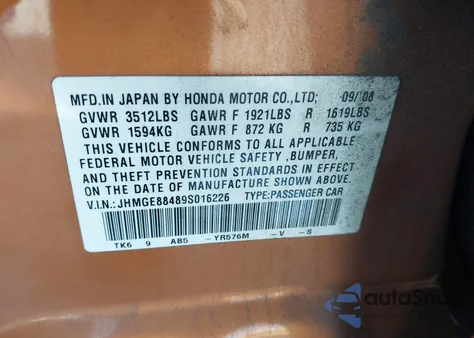 MFD.IN JAPAN BY HONDA MOTOR CO.,LTD. 09/'08
GVWR 3512LBS GAWR F 1921LBS R 1619LBS
GVWR 1594KG GAWR F 872 KG R 735 KG
THIS VEHICLE CONFORMS TO ALL APPLICABLE
FEDERAL MOTOR VEHICLE SAFETY ,BUMPER,
AND THEFT PREVENTION STANDARDS IN EFFECT
ON THE DATE OF MANUFACTURE SHOWN ABOVE.
V.I.N.: JHMGE88489S016226 TYPE:PASSENGER CAR
TK6 9 AB5 -YR576M -V -S